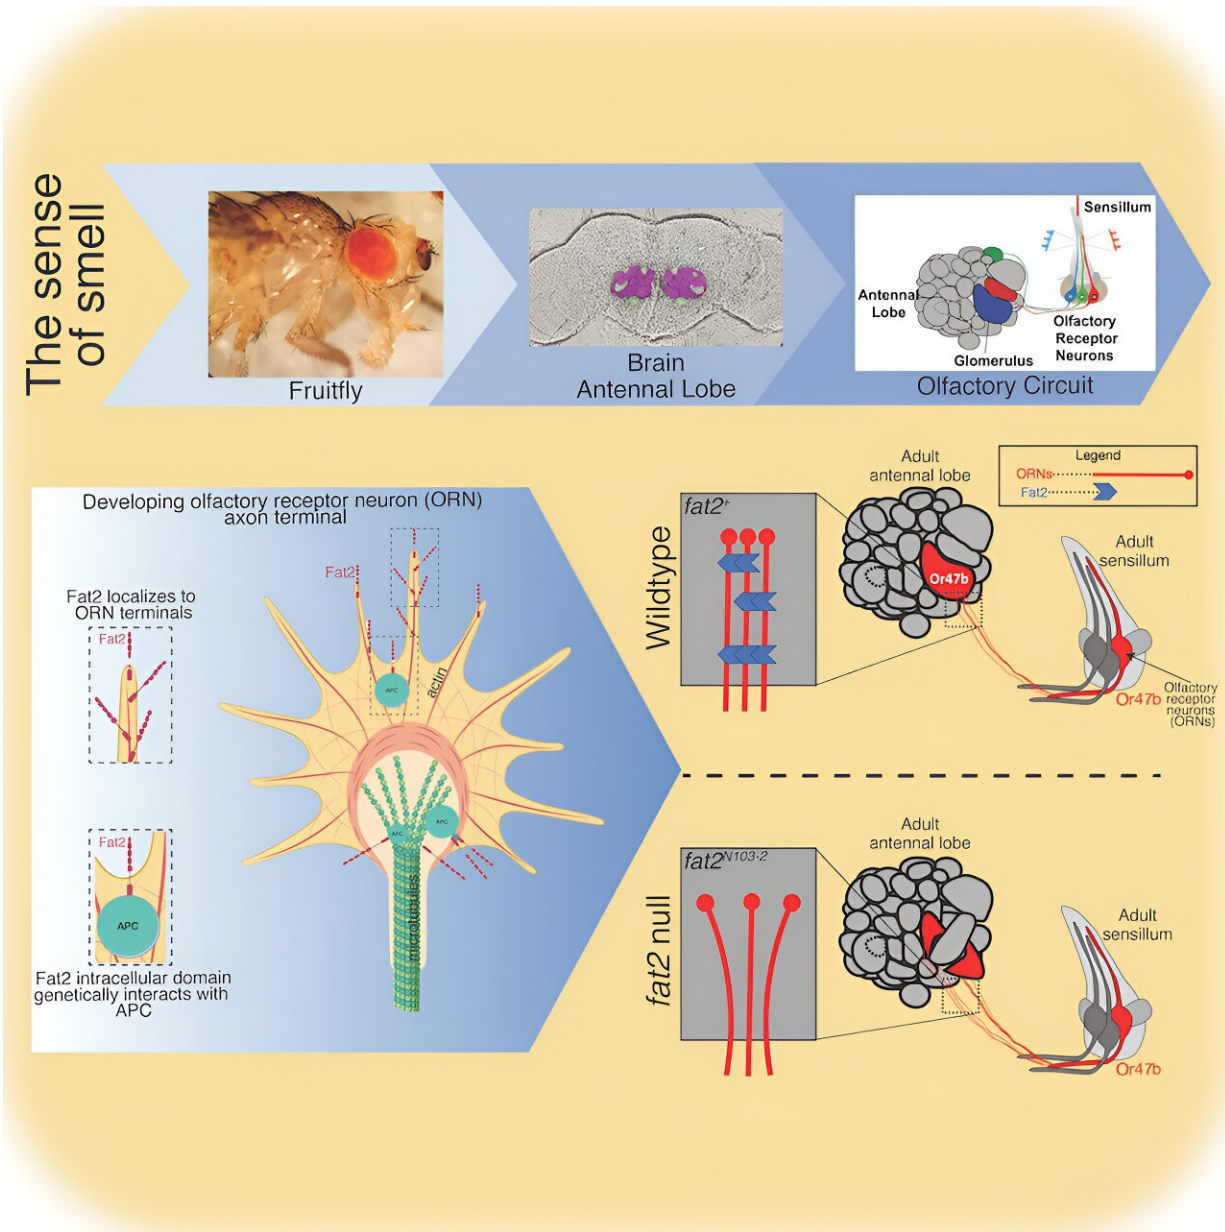 The sense
of smell
Fruitfly
Brain
Antennal Lobe
Sensillum
Antennal
Lobe
Olfactory
Receptor
Neurons
Glomerulus
Olfactory Circuit
Developing olfactory receptor neuron (ORN)
axon terminal
Fat2 localizes to
ORN terminals
Fat2
Fat2
actin
APC
APC
APC
microtubules
Fat2
APC
Fat2 intracellular domain
genetically interacts with
APC
Wildtype
fat2+
Adult
antennal lobe
Or47b
Legend
ORNs
Fat2
Adult
sensillum
Olfactory
receptor
neurons
(ORNs)
Or47b
fat2 null
fat2N103-2
Adult
antennal lobe
Adult
sensillum
Or47b